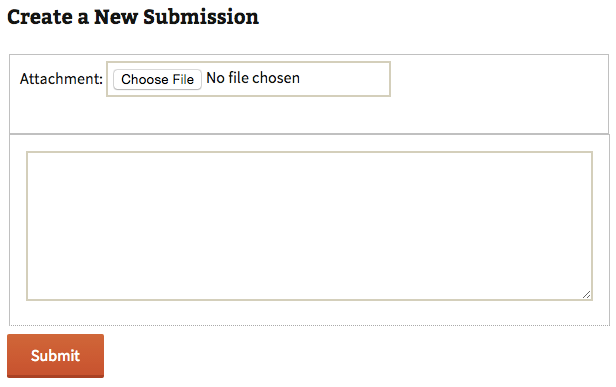 Create a New Submission
Attachment: Choose File No file chosen
Submit